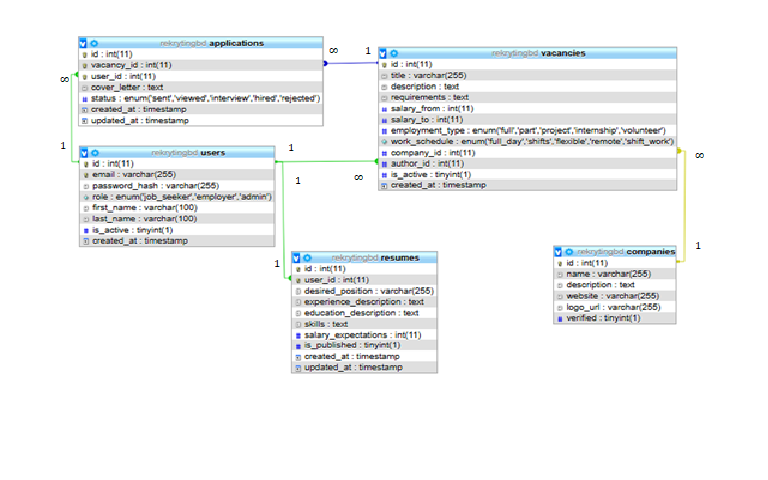 rekrytingbd applications
id : int(11)
vacancy_id : int(11)
user_id : int(11)
cover_letter : text
status : enum('sent','viewed','interview','hired','rejected')
created_at : timestamp
updated_at : timestamp
∞
1
∞
1
rekrytingbd vacancies
id : int(11)
title : varchar(255)
description : text
requirements : text
salary_from : int(11)
salary_to : int(11)
employment_type : enum('full','part','project','internship','volunteer')
work_schedule : enum('full_day','shifts','flexible','remote','shift_work')
company_id : int(11)
author_id : int(11)
is_active : tinyint(1)
created_at : timestamp
rekrytingbd users
id : int(11)
email : varchar(255)
password_hash : varchar(255)
role : enum('job_seeker','employer','admin')
first_name : varchar(100)
last_name : varchar(100)
is_active : tinyint(1)
created_at : timestamp
1
1
∞
∞
1
1
rekrytingbd resumes
id : int(11)
user_id : int(11)
desired_position : varchar(255)
experience_description : text
education_description : text
skills : text
salary_expectations : int(11)
is_published : tinyint(1)
created_at : timestamp
updated_at : timestamp
rekrytingbd companies
id : int(11)
name : varchar(255)
description : text
website : varchar(255)
logo_url : varchar(255)
verified : tinyint(1)